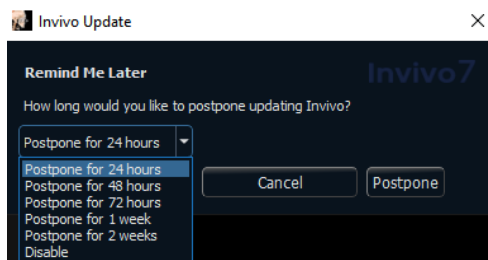 Invivo Update
Remind Me Later
Invivo7
How long would you like to postpone updating Invivo?
Postpone for 24 hours
Postpone for 24 hours
Postpone for 48 hours
Postpone for 72 hours
Postpone for 1 week
Postpone for 2 weeks
Disable
Cancel
Postpone